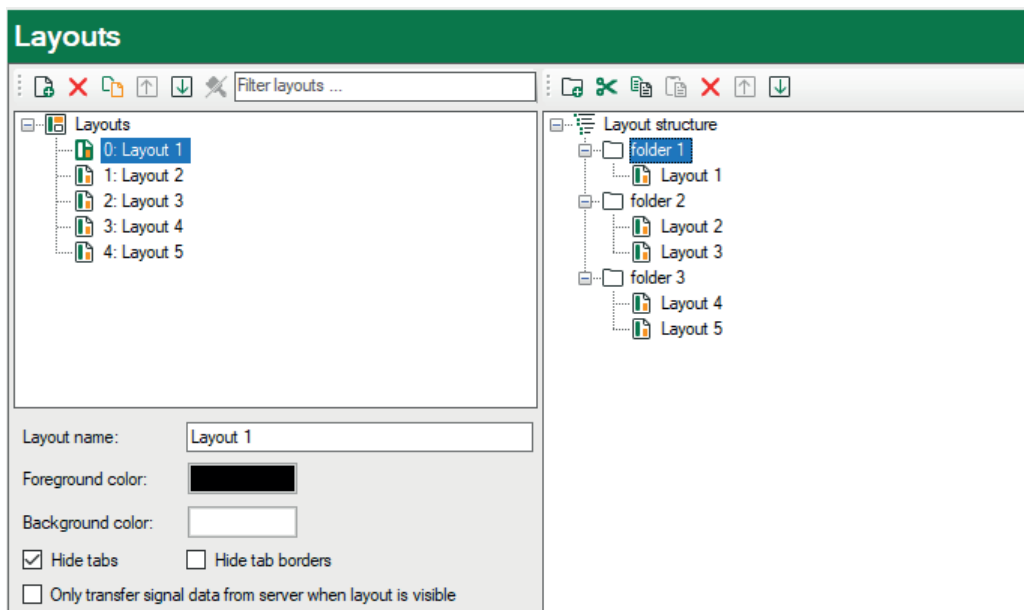 Layouts
Filter layouts ...
Layouts
0: Layout 1
1: Layout 2
2: Layout 3
3: Layout 4
4: Layout 5
Layout structure
folder 1
Layout 1
folder 2
Layout 2
Layout 3
folder 3
Layout 4
Layout 5
Layout name: Layout 1
Foreground color:
Background color:
Hide tabs Hide tab borders
Only transfer signal data from server when layout is visible